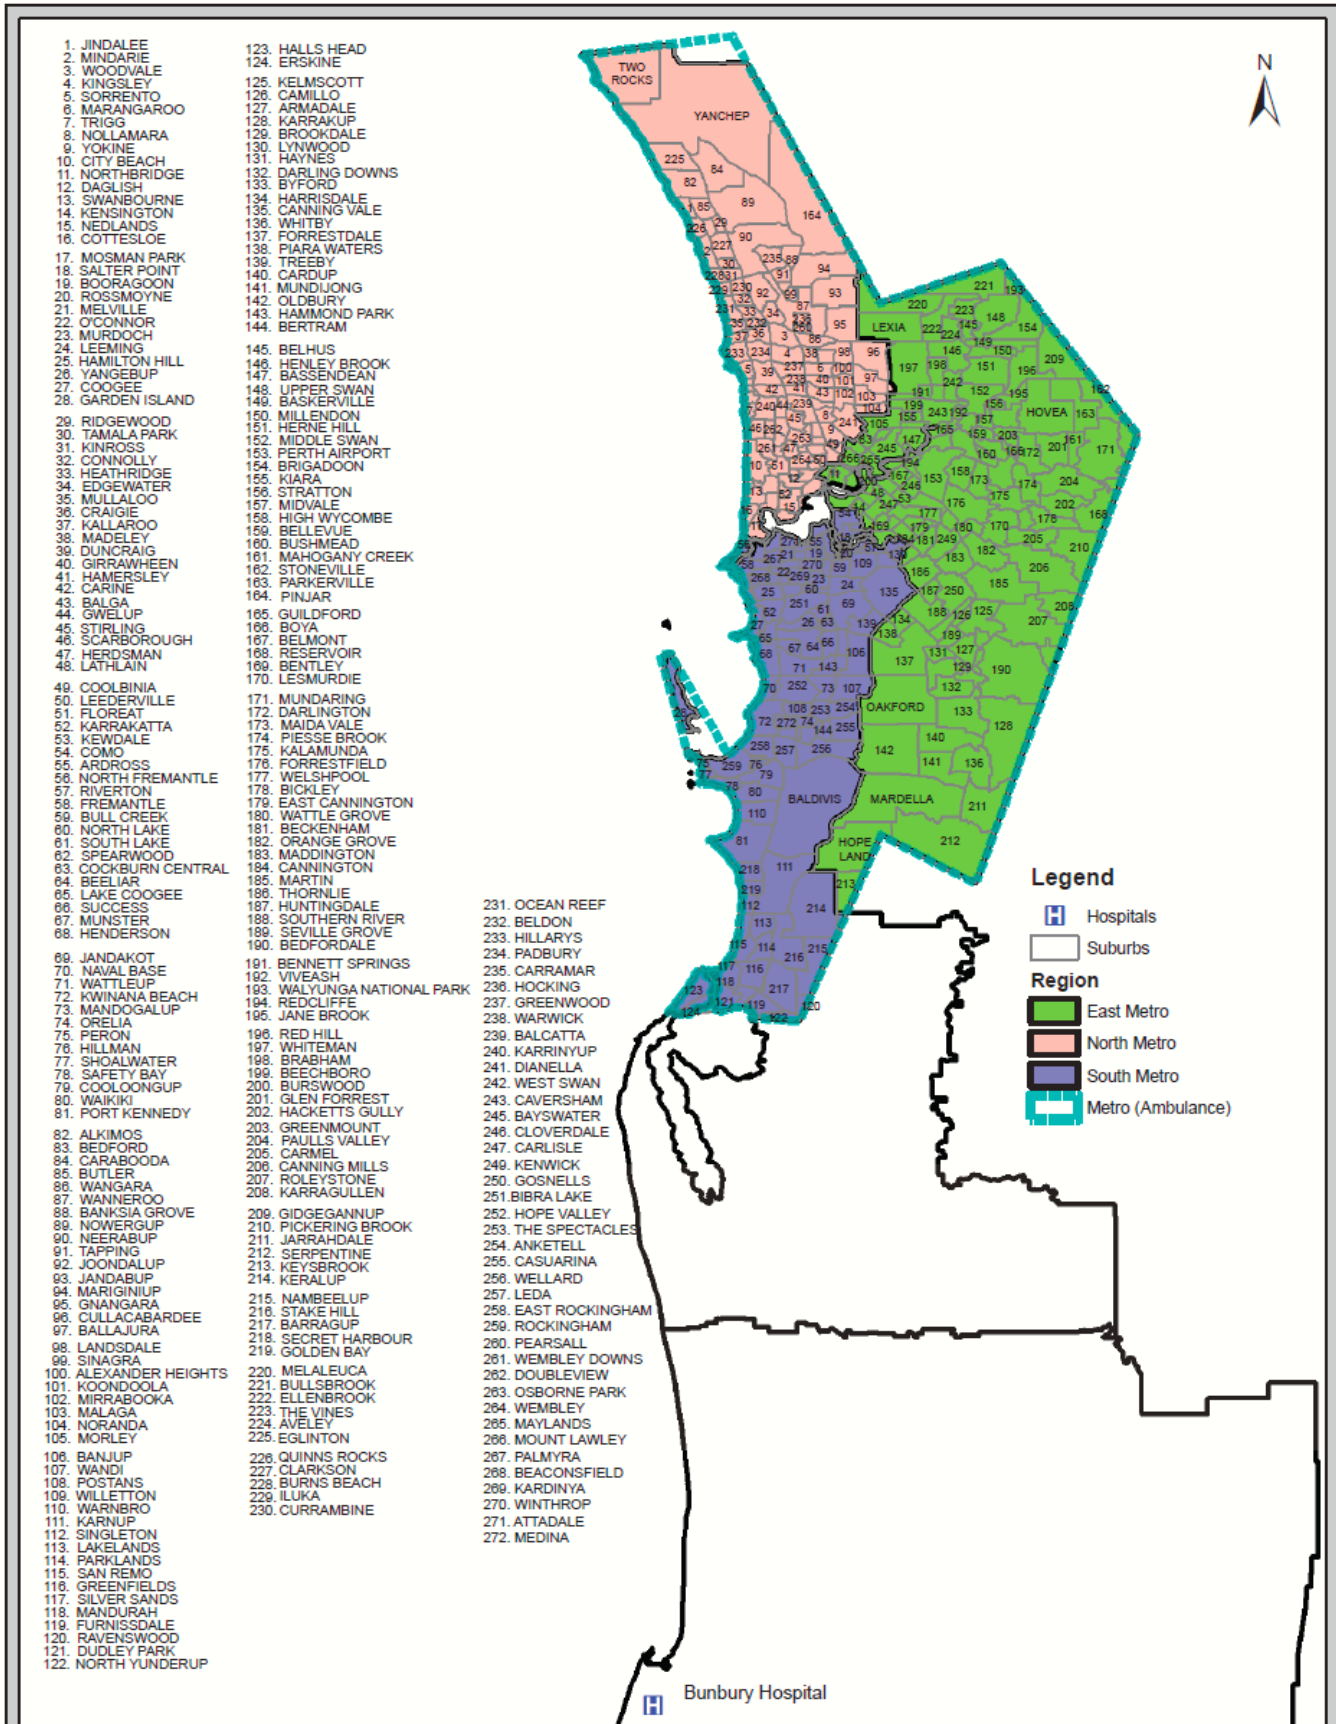 1. JINDALEE
2. MINDARIE
3. WOODVALE
4. KINGSLEY
5. SORRENTO
6. MARANGAROO
7. TRIGG
8. NOLLAMARA
9. YOKINE
10. CITY BEACH
11. NORTHBRIDGE
12. DAGLISH
13. SWANBOURNE
14. KENSINGTON
15. NEDLANDS
16. COTTESLOE
17. MOSMAN PARK
18. SALTER POINT
19. BOORAGOON
20. ROSSMOYNE
21. MELVILLE
22. O'CONNOR
23. MURDOCH
24. LEEMING
25. HAMILTON HILL
26. YANGEBUP
27. COOGEE
28. GARDEN ISLAND
29. RIDGEWOOD
30. TAMALA PARK
31. KINROSS
32. CONNOLLY
33. HEATHRIDGE
34. EDGEWATER
35. MULLALOO
36. CRAIGIE
37. KALLAROO
38. MADELEY
39. DUNCRAIG
40. GIRRAWHEEN
41. HAMERSLEY
42. CARINE
43. BALGA
44. GWELUP
45. STIRLING
46. SCARBOROUGH
47. HERDSMAN
48. LATHLAIN
49. COOLBINIA
50. LEEDERVILLE
51. FLOREAT
52. KARRAKATTA
53. KEWDALE
54. COMO
55. ARDROSS
56. NORTH FREMANTLE
57. RIVERTON
58. FREMANTLE
59. BULL CREEK
60. NORTH LAKE
61. SOUTH LAKE
62. SPEARWOOD
63. COCKBURN CENTRAL
64. BEELIAR
65. LAKE COOGEE
66. SUCCESS
67. MUNSTER
68. HENDERSON
69. JANDAKOT
70. NAVAL BASE
71. WATTLEUP
72. KWINANA BEACH
73. MANDOGALUP
74. ORELIA
75. PERON
76. HILLMAN
77. SHOALWATER
78. SAFETY BAY
79. COOLOONGUP
80. WAIKIKI
81. PORT KENNEDY
82. ALKIMOS
83. BEDFORD
84. CARABOODA
85. BUTLER
86. WANGARA
87. WANNEROO
88. BANKSIA GROVE
89. NOWERGUP
90. NEERABUP
91. TAPPING
92. JOONDALUP
93. JANDABUP
94. MARIGINIUP
95. GNANGARA
96. CULLACABARDEE
97. BALLAJURA
98. LANDSDALE
99. SINAGRA
100. ALEXANDER HEIGHTS
101. KOONDOOLA
102. MIRRABOOKA
103. MALAGA
104. NORANDA
105. MORLEY
106. BANJUP
107. WANDI
108. POSTANS
109. WILLETTON
110. WARNBRO
111. KARNUP
112. SINGLETON
113. LAKELANDS
114. PARKLANDS
115. SAN REMO
116. GREENFIELDS
117. SILVER SANDS
118. MANDURAH
119. FURNISSDALE
120. RAVENSWOOD
121. DUDLEY PARK
122. NORTH YUNDERUP
123. HALLS HEAD
124. ERSKINE
125. KELMSCOTT
126. CAMILLO
127. ARMADALE
128. KARRAKUP
129. BROOKDALE
130. LYNWOOD
131. HAYNES
132. DARLING DOWNS
133. BYFORD
134. HARRISDALE
135. CANNING VALE
136. WHITBY
137. FORRESTDALE
138. PIARA WATERS
139. TREEBY
140. CARDUP
141. MUNDIJONG
142. OLDBURY
143. HAMMOND PARK
144. BERTRAM
145. BELHUS
146. HENLEY BROOK
147. BASSENDEAN
148. UPPER SWAN
149. BASKERVILLE
150. MILLENDON
151. HERNE HILL
152. MIDDLE SWAN
153. PERTH AIRPORT
154. BRIGADOON
155. KIARA
156. STRATTON
157. MIDVALE
158. HIGH WYCOMBE
159. BELLEVUE
160. BUSHMEAD
161. MAHOGANY CREEK
162. STONEVILLE
163. PARKERVILLE
164. PINJAR
165. GUILDFORD
166. BOYA
167. BELMONT
168. RESERVOIR
169. BENTLEY
170. LESMURDIE
171. MUNDARING
172. DARLINGTON
173. MAIDA VALE
174. PIESSE BROOK
175. KALAMUNDA
176. FORRESTFIELD
177. WELSHPOOL
178. BICKLEY
179. EAST CANNINGTON
180. WATTLE GROVE
181. BECKENHAM
182. ORANGE GROVE
183. MADDINGTON
184. CANNINGTON
185. MARTIN
186. THORNLIE
187. HUNTINGDALE
188. SOUTHERN RIVER
189. SEVILLE GROVE
190. BEDFORDALE
191. BENNETT SPRINGS
192. VIVEASH
193. WALYUNGA NATIONAL PARK
194. REDCLIFFE
195. JANE BROOK
196. RED HILL
197. WHITEMAN
198. BRABHAM
199. BEECHBORO
200. BURSWOOD
201. GLEN FORREST
202. HACKETTS GULLY
203. GREENMOUNT
204. PAULLS VALLEY
205. CARMEL
206. CANNING MILLS
207. ROLEYSTONE
208. KARRAGULLEN
209. GIDGEGANNUP
210. PICKERING BROOK
211. JARRAHDALE
212. SERPENTINE
213. KEYSBROOK
214. KERALUP
215. NAMBEELUP
216. STAKE HILL
217. BARRAGUP
218. SECRET HARBOUR
219. GOLDEN BAY
220. MELALEUCA
221. BULLSBROOK
222. ELLENBROOK
223. THE VINES
224. AVELEY
225. EGLINTON
226. QUINNS ROCKS
227. CLARKSON
228. BURNS BEACH
229. ILUKA
230. CURRAMBINE
231. OCEAN REEF
232. BELDON
233. HILLARYS
234. PADBURY
235. CARRAMAR
236. HOCKING
237. GREENWOOD
238. WARWICK
239. BALCATTA
240. KARRINYUP
241. DIANELLA
242. WEST SWAN
243. CAVERSHAM
245. BAYSWATER
246. CLOVERDALE
247. CARLISLE
249. KENWICK
250. GOSNELLS
251. BIBRA LAKE
252. HOPE VALLEY
253. THE SPECTACLES
254. ANKETELL
255. CASUARINA
256. WELLARD
257. LEDA
258. EAST ROCKINGHAM
259. ROCKINGHAM
260. PEARSALL
261. WEMBLEY DOWNS
262. DOUBLEVIEW
263. OSBORNE PARK
264. WEMBLEY
265. MAYLANDS
266. MOUNT LAWLEY
267. PALMYRA
268. BEACONSFIELD
269. KARDINYA
270. WINTHROP
271. ATTADALE
272. MEDINA
N
TWO
ROCKS
YANCHEP
LEXIA
HOVEA
OAKFORD
BALDIVIS
MARDELLA
HOPE
LAND
Legend
H Hospitals
Suburbs
Region
East Metro
North Metro
South Metro
Metro (Ambulance)
H Bunbury Hospital